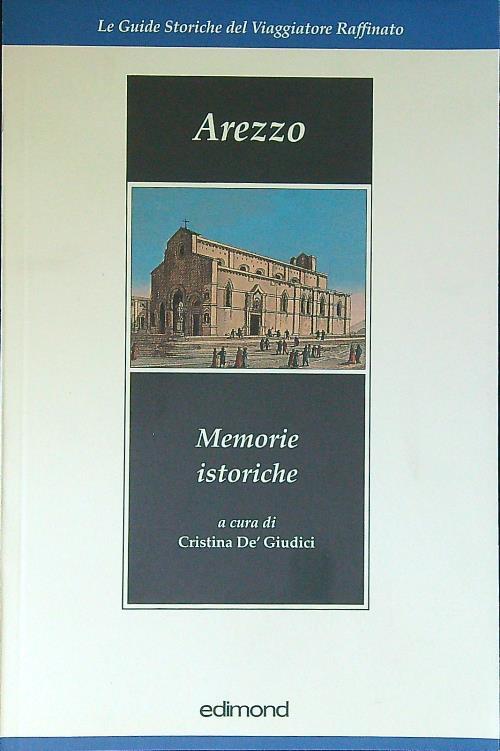 Le Guide Storiche del Viaggiatore Raffinato
Arezzo
Memorie
istoriche
a cura di
Cristina De' Giudici
edimond